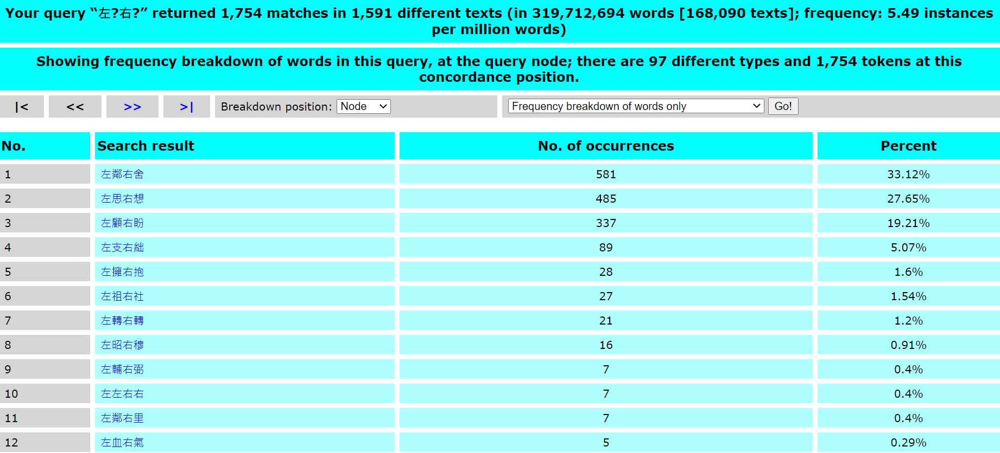 Your query “左?右?” returned 1,754 matches in 1,591 different texts (in 319,712,694 words [168,090 texts]; frequency: 5.49 instances
per million words)
Showing frequency breakdown of words in this query, at the query node; there are 97 different types and 1,754 tokens at this
concordance position.
|< << >> >| Breakdown position: Node Frequency breakdown of words only Go!
No. Search result No. of occurrences Percent
1 左鄰右舍 581 33.12%
2 左思右想 485 27.65%
3 左顧右盼 337 19.21%
4 左支右絀 89 5.07%
5 左擁右抱 28 1.6%
6 左祖右社 27 1.54%
7 左轉右轉 21 1.2%
8 左昭右穆 16 0.91%
9 左輔右弼 7 0.4%
10 左左右右 7 0.4%
11 左鄰右里 7 0.4%
12 左血右氣 5 0.29%